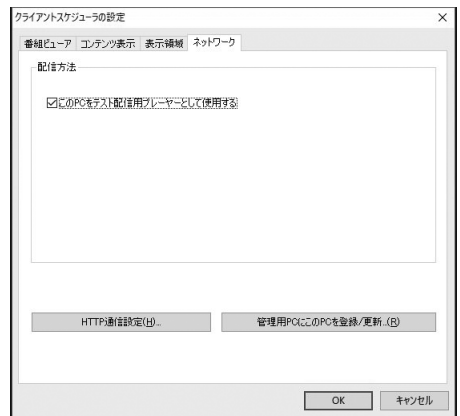 クライアントスケジューラの設定
番組ビューア コンテンツ表示 表示領域 ネットワーク
配信方法
このPCをテスト配信用プレーヤーとして使用する
HTTP通信設定(H)... 管理用PCにこのPCを登録/更新...(R)
OK キャンセル